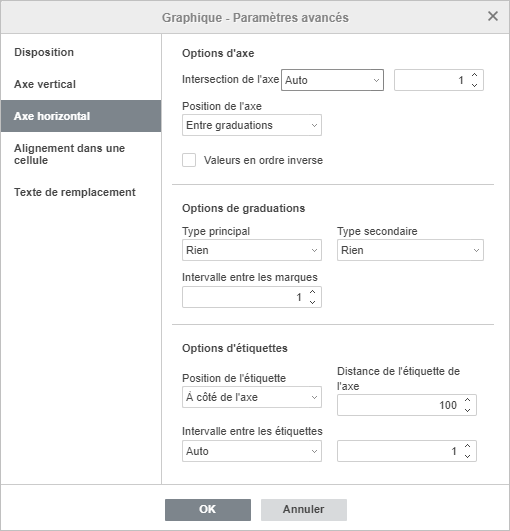 Graphique - Paramètres avancés
Disposition
Axe vertical
Axe horizontal
Alignement dans une
cellule
Texte de remplacement
Options d'axe
Intersection de l'axe Auto 1
Position de l'axe
Entre graduations
Valeurs en ordre inverse
Options de graduations
Type principal Type secondaire
Rien Rien
Intervalle entre les marques
1
Options d'étiquettes
Position de l'étiquette
Distance de l'étiquette de
l'axe
À côté de l'axe 100
Intervalle entre les étiquettes
Auto 1
OK Annuler